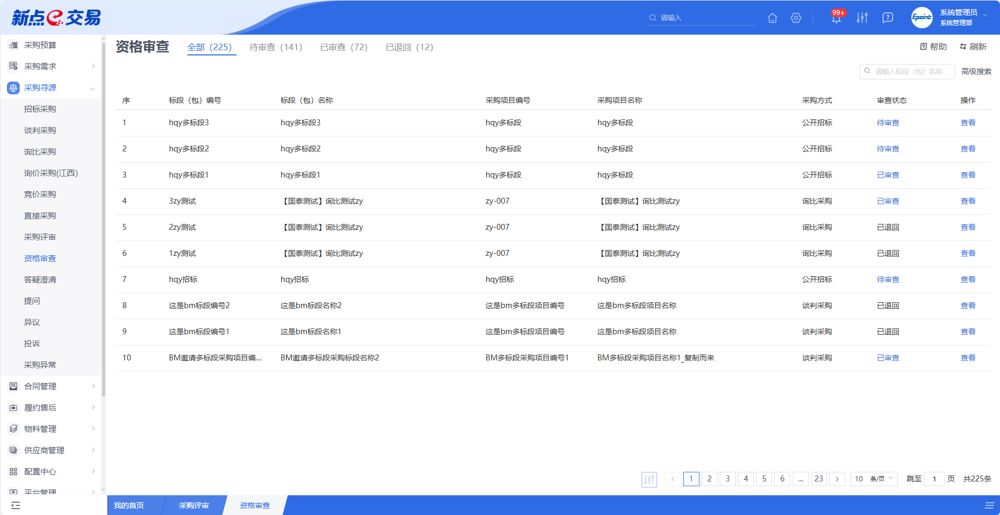 新点e交易
请输入
99+
Epoint
系统管理员
系统管理部
采购预算
采购需求
采购寻源
招标采购
谈判采购
询比采购
询价采购(江西)
竞价采购
直接采购
采购评审
资格审查
答疑澄清
提问
异议
投诉
采购异常
合同管理
履约售后
物料管理
供应商管理
配置中心
平台管理
资格审查 全部（225） 待审查（141） 已审查（72） 已退回（12）
帮助 刷新
请输入标段（包）名称 高级搜索
序 标段（包）编号 标段（包）名称 采购项目编号 采购项目名称 采购方式 审查状态 操作
1 hqy多标段3 hqy多标段3 hqy多标段 hqy多标段 公开招标 待审查 查看
2 hqy多标段2 hqy多标段2 hqy多标段 hqy多标段 公开招标 待审查 查看
3 hqy多标段1 hqy多标段1 hqy多标段 hqy多标段 公开招标 已审查 查看
4 3zy测试 【国泰测试】询比测试zy zy-007 【国泰测试】询比测试zy 询比采购 已审查 查看
5 2zy测试 【国泰测试】询比测试zy zy-007 【国泰测试】询比测试zy 询比采购 已退回 查看
6 1zy测试 【国泰测试】询比测试zy zy-007 【国泰测试】询比测试zy 询比采购 已退回 查看
7 hqy招标 hqy招标 hqy招标 hqy招标 公开招标 待审查 查看
8 这是bm标段编号2 这是bm标段名称2 这是bm多标段项目编号 这是bm多标段项目名称 谈判采购 已退回 查看
9 这是bm标段编号1 这是bm标段名称1 这是bm多标段项目编号 这是bm多标段项目名称 谈判采购 已退回 查看
10 BM邀请多标段采购项目编... BM邀请多标段采购标段名称2 BM多标段采购项目编号1 BM多标段采购项目名称1_复制而来 谈判采购 已审查 查看
1 2 3 4 5 6 ... 23 10 条/页 跳至 1 页 共225条
我的首页 采购评审 资格审查